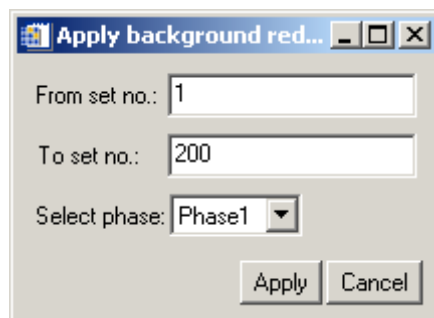 Apply background red...
From set no.: 1
To set no.: 200
Select phase: Phase1
Apply Cancel